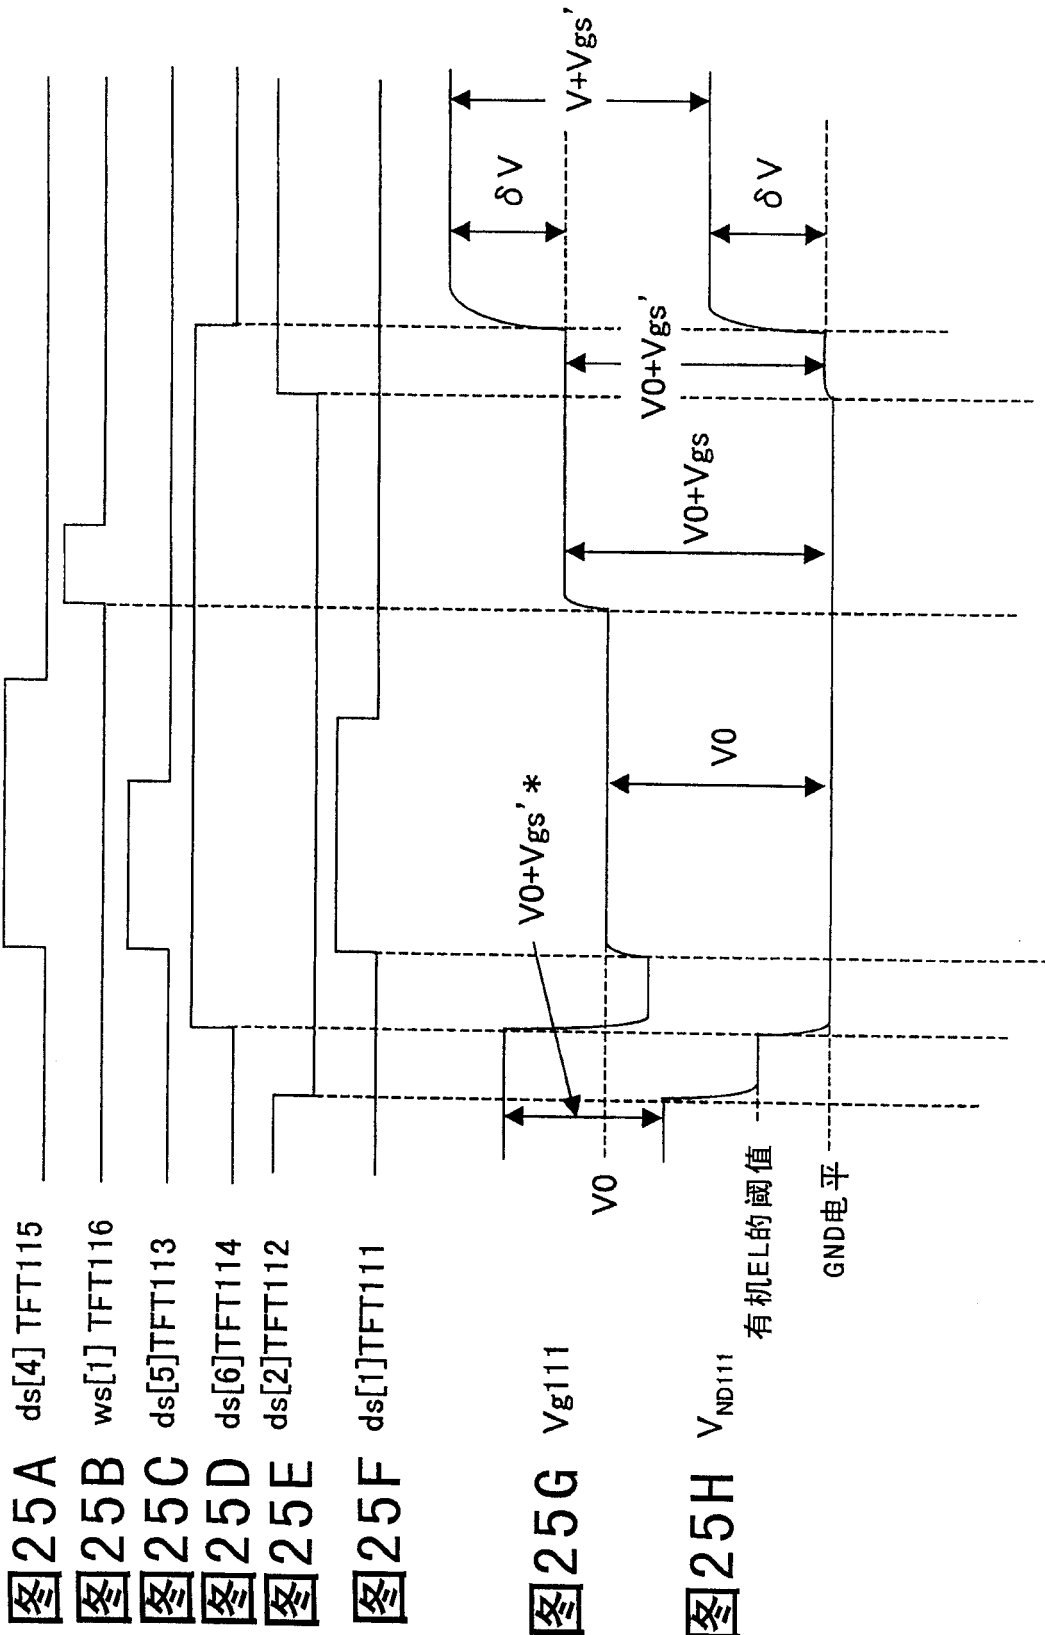 图25A ds[4] TFT115
图25B ws[1] TFT116
图25C ds[5]TFT113
图25D ds[6]TFT114
图25E ds[2]TFT112
图25F ds[1]TFT111
图25G Vg111
V0
V0+Vgs'*
V0
V0+Vgs
V0+Vgs'
δV
V+Vgs'
图25H VND111
有机EL的阈值
GND电平
δV